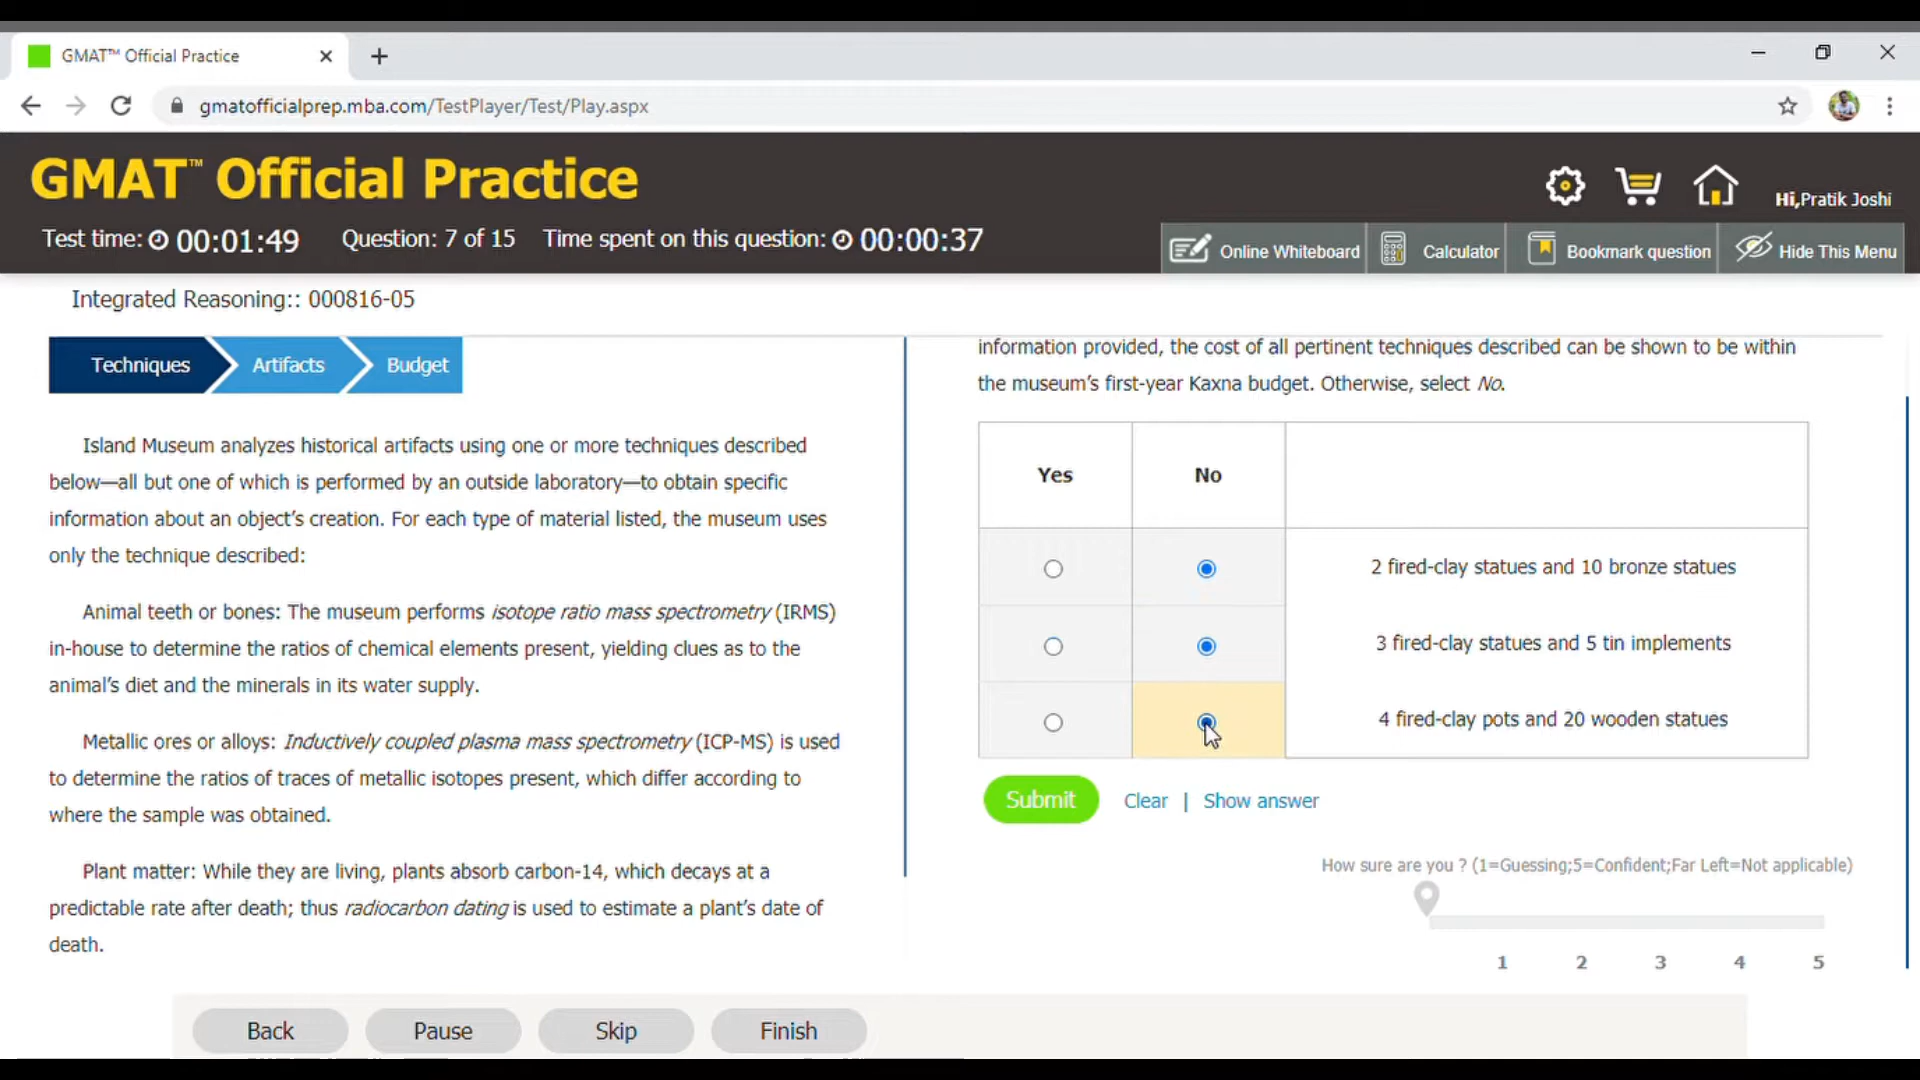 GMAT™ Official Practice
gmatofficialprep.mba.com/TestPlayer/Test/Play.aspx
GMAT™ Official Practice
Hi,Pratik Joshi
Test time: 00:01:49 Question: 7 of 15 Time spent on this question: 00:00:37
Online Whiteboard Calculator Bookmark question Hide This Menu
Integrated Reasoning:: 000816-05
Techniques Artifacts Budget
Island Museum analyzes historical artifacts using one or more techniques described
below—all but one of which is performed by an outside laboratory—to obtain specific
information about an object's creation. For each type of material listed, the museum uses
only the technique described:
Animal teeth or bones: The museum performs isotope ratio mass spectrometry (IRMS)
in-house to determine the ratios of chemical elements present, yielding clues as to the
animal's diet and the minerals in its water supply.
Metallic ores or alloys: Inductively coupled plasma mass spectrometry (ICP-MS) is used
to determine the ratios of traces of metallic isotopes present, which differ according to
where the sample was obtained.
Plant matter: While they are living, plants absorb carbon-14, which decays at a
predictable rate after death; thus radiocarbon dating is used to estimate a plant's date of
death.
information provided, the cost of all pertinent techniques described can be shown to be within
the museum's first-year Kaxna budget. Otherwise, select No.
Yes No
2 fired-clay statues and 10 bronze statues
3 fired-clay statues and 5 tin implements
4 fired-clay pots and 20 wooden statues
Submit Clear | Show answer
How sure are you ? (1=Guessing;5=Confident;Far Left=Not applicable)
1 2 3 4 5
Back Pause Skip Finish